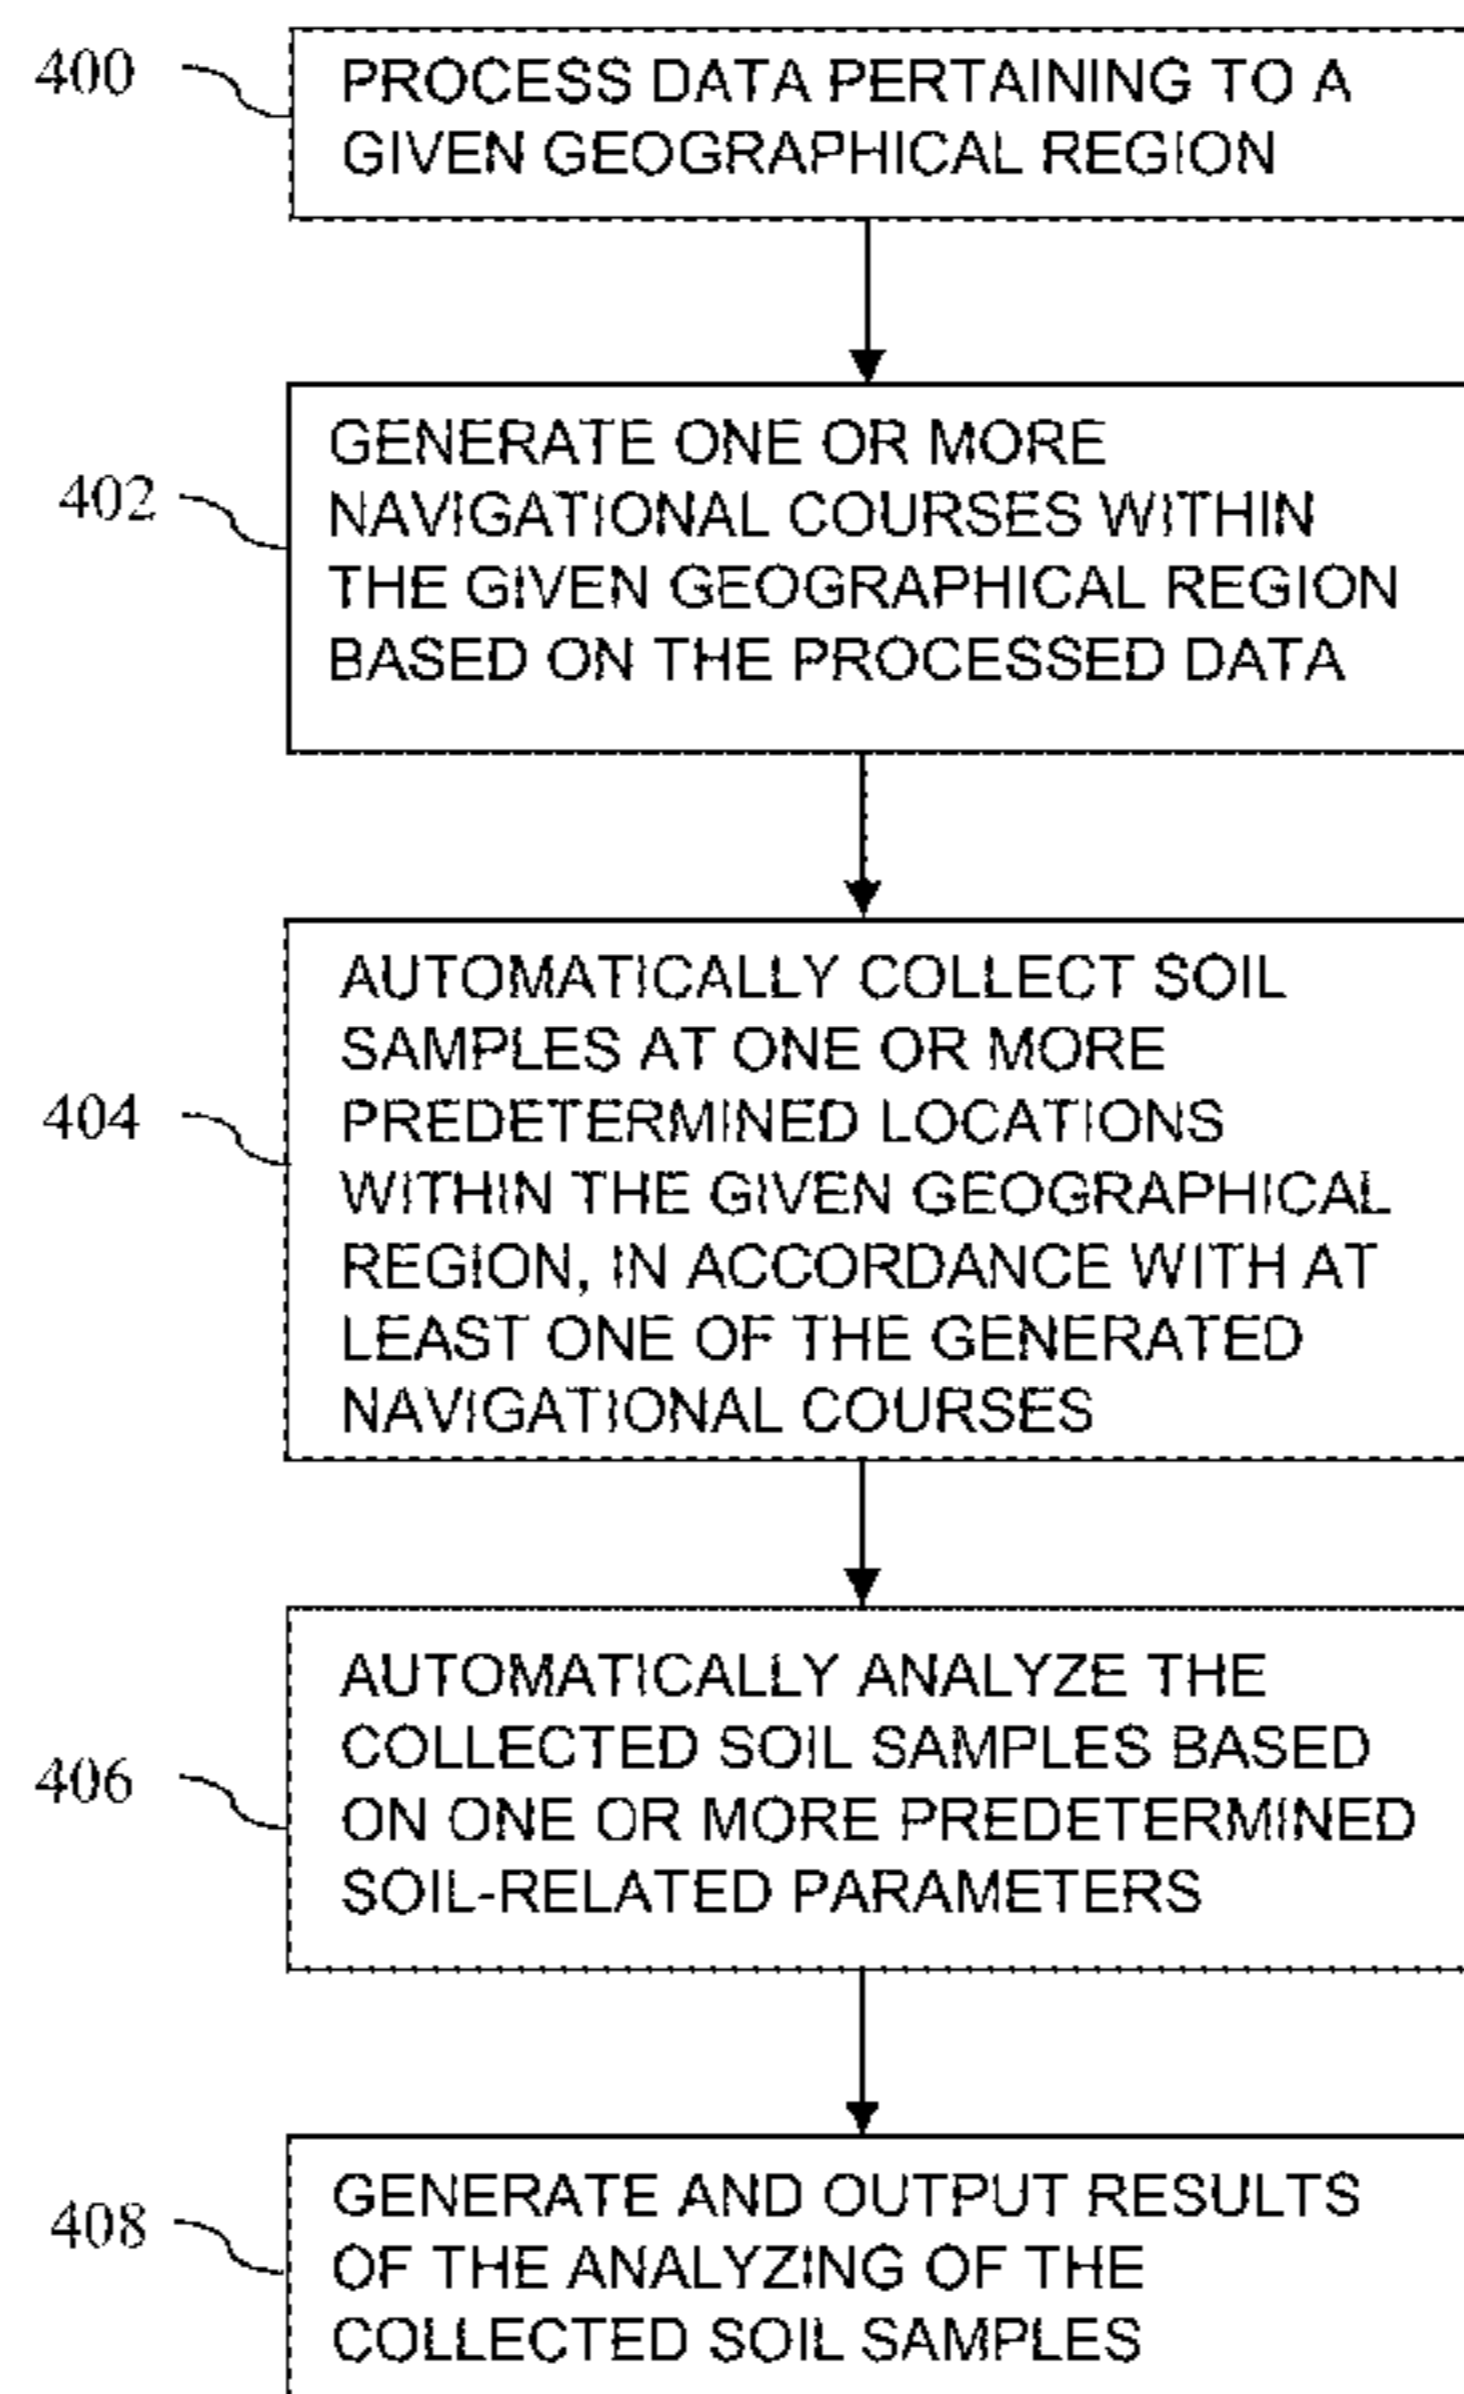 400
PROCESS DATA PERTAINING TO A
GIVEN GEOGRAPHICAL REGION
402
GENERATE ONE OR MORE
NAVIGATIONAL COURSES WITHIN
THE GIVEN GEOGRAPHICAL REGION
BASED ON THE PROCESSED DATA
404
AUTOMATICALLY COLLECT SOIL
SAMPLES AT ONE OR MORE
PREDETERMINED LOCATIONS
WITHIN THE GIVEN GEOGRAPHICAL
REGION, IN ACCORDANCE WITH AT
LEAST ONE OF THE GENERATED
NAVIGATIONAL COURSES
406
AUTOMATICALLY ANALYZE THE
COLLECTED SOIL SAMPLES BASED
ON ONE OR MORE PREDETERMINED
SOIL-RELATED PARAMETERS
408
GENERATE AND OUTPUT RESULTS
OF THE ANALYZING OF THE
COLLECTED SOIL SAMPLES